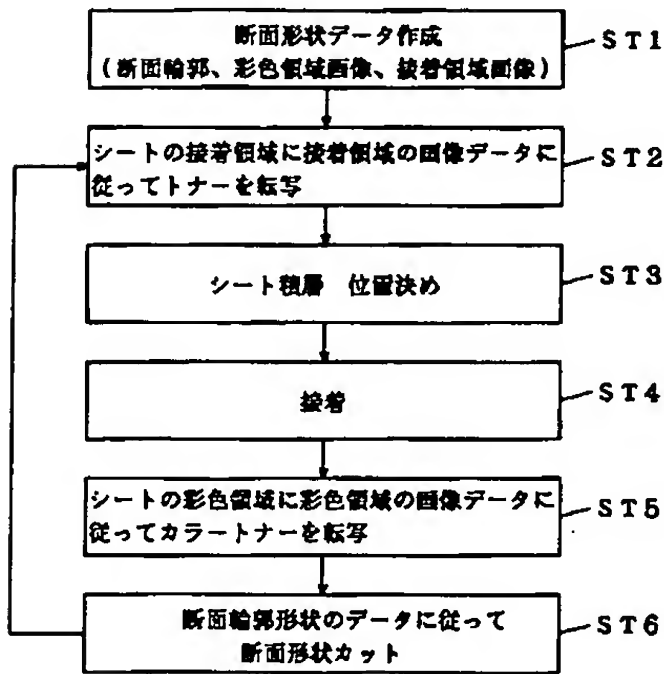 断面形状データ作成
(断面輪郭、彩色領域画像、接着領域画像)
ST1
シートの接着領域に接着領域の画像データに
従ってトナーを転写
ST2
シート積層 位置決め
ST3
接着
ST4
シートの彩色領域に彩色領域の画像データに
従ってカラートナーを転写
ST5
断面輪郭形状のデータに従って
断面形状カット
ST6